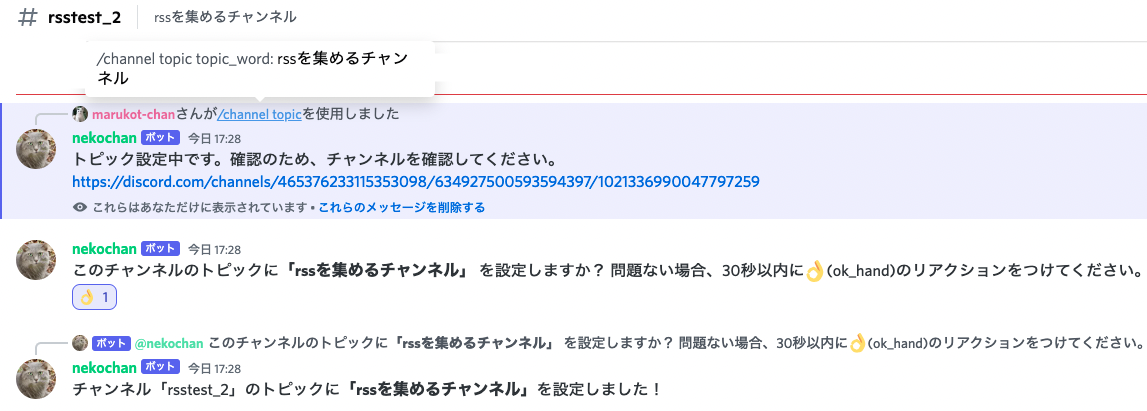 # rsstest_2 rssを集めるチャンネル
/channel topic topic_word: rssを集めるチャン
ネル
marukot-chanさんが/channel topicを使用しました
nekochan ボット 今日 17:28
トピック設定中です。確認のため、チャンネルを確認してください。
https://discord.com/channels/465376233115353098/634927500593594397/1021336990047797259
これらはあなただけに表示されています • これらのメッセージを削除する
nekochan ボット 今日 17:28
このチャンネルのトピックに「rssを集めるチャンネル」 を設定しますか？ 問題ない場合、30秒以内に👌(ok_hand)のリアクションをつけてください。
👌 1
ボット @nekochan このチャンネルのトピックに「rssを集めるチャンネル」 を設定しますか？ 問題ない場合、30秒以内に👌(ok_hand)のリアクションをつけてください。
nekochan ボット 今日 17:28
チャンネル「rsstest_2」のトピックに「rssを集めるチャンネル」を設定しました！